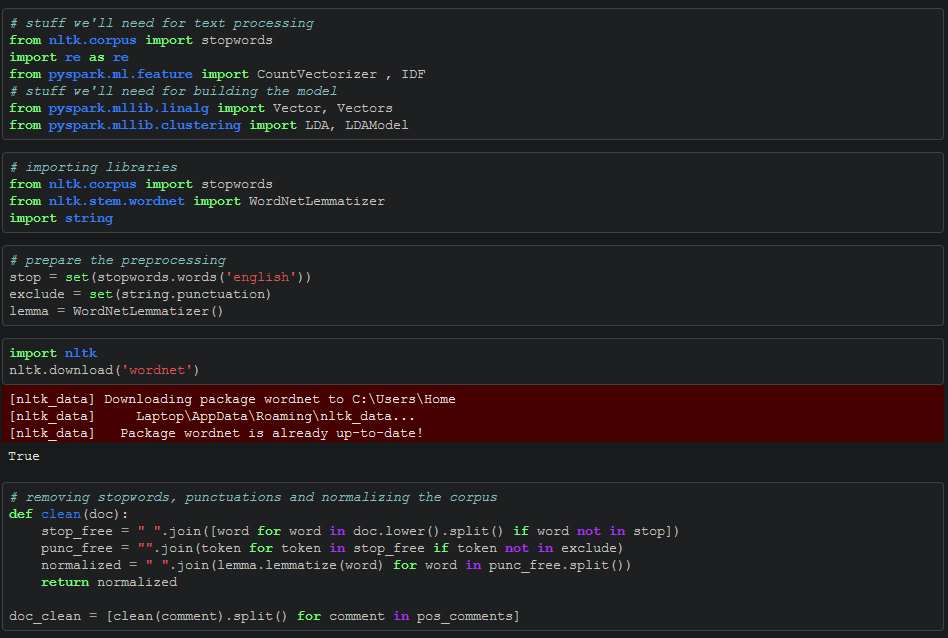 # stuff we'll need for text processing
from nltk.corpus import stopwords
import re as re
from pyspark.ml.feature import CountVectorizer , IDF
# stuff we'll need for building the model
from pyspark.mllib.linalg import Vector, Vectors
from pyspark.mllib.clustering import LDA, LDAModel
# importing libraries
from nltk.corpus import stopwords
from nltk.stem.wordnet import WordNetLemmatizer
import string
# prepare the preprocessing
stop = set(stopwords.words('english'))
exclude = set(string.punctuation)
lemma = WordNetLemmatizer()
import nltk
nltk.download('wordnet')
[nltk_data] Downloading package wordnet to C:\Users\Home
[nltk_data]     Laptop\AppData\Roaming\nltk_data...
[nltk_data]   Package wordnet is already up-to-date!
True
# removing stopwords, punctuations and normalizing the corpus
def clean(doc):
    stop_free = " ".join([word for word in doc.lower().split() if word not in stop])
    punc_free = "".join(token for token in stop_free if token not in exclude)
    normalized = " ".join(lemma.lemmatize(word) for word in punc_free.split())
    return normalized
doc_clean = [clean(comment).split() for comment in pos_comments]